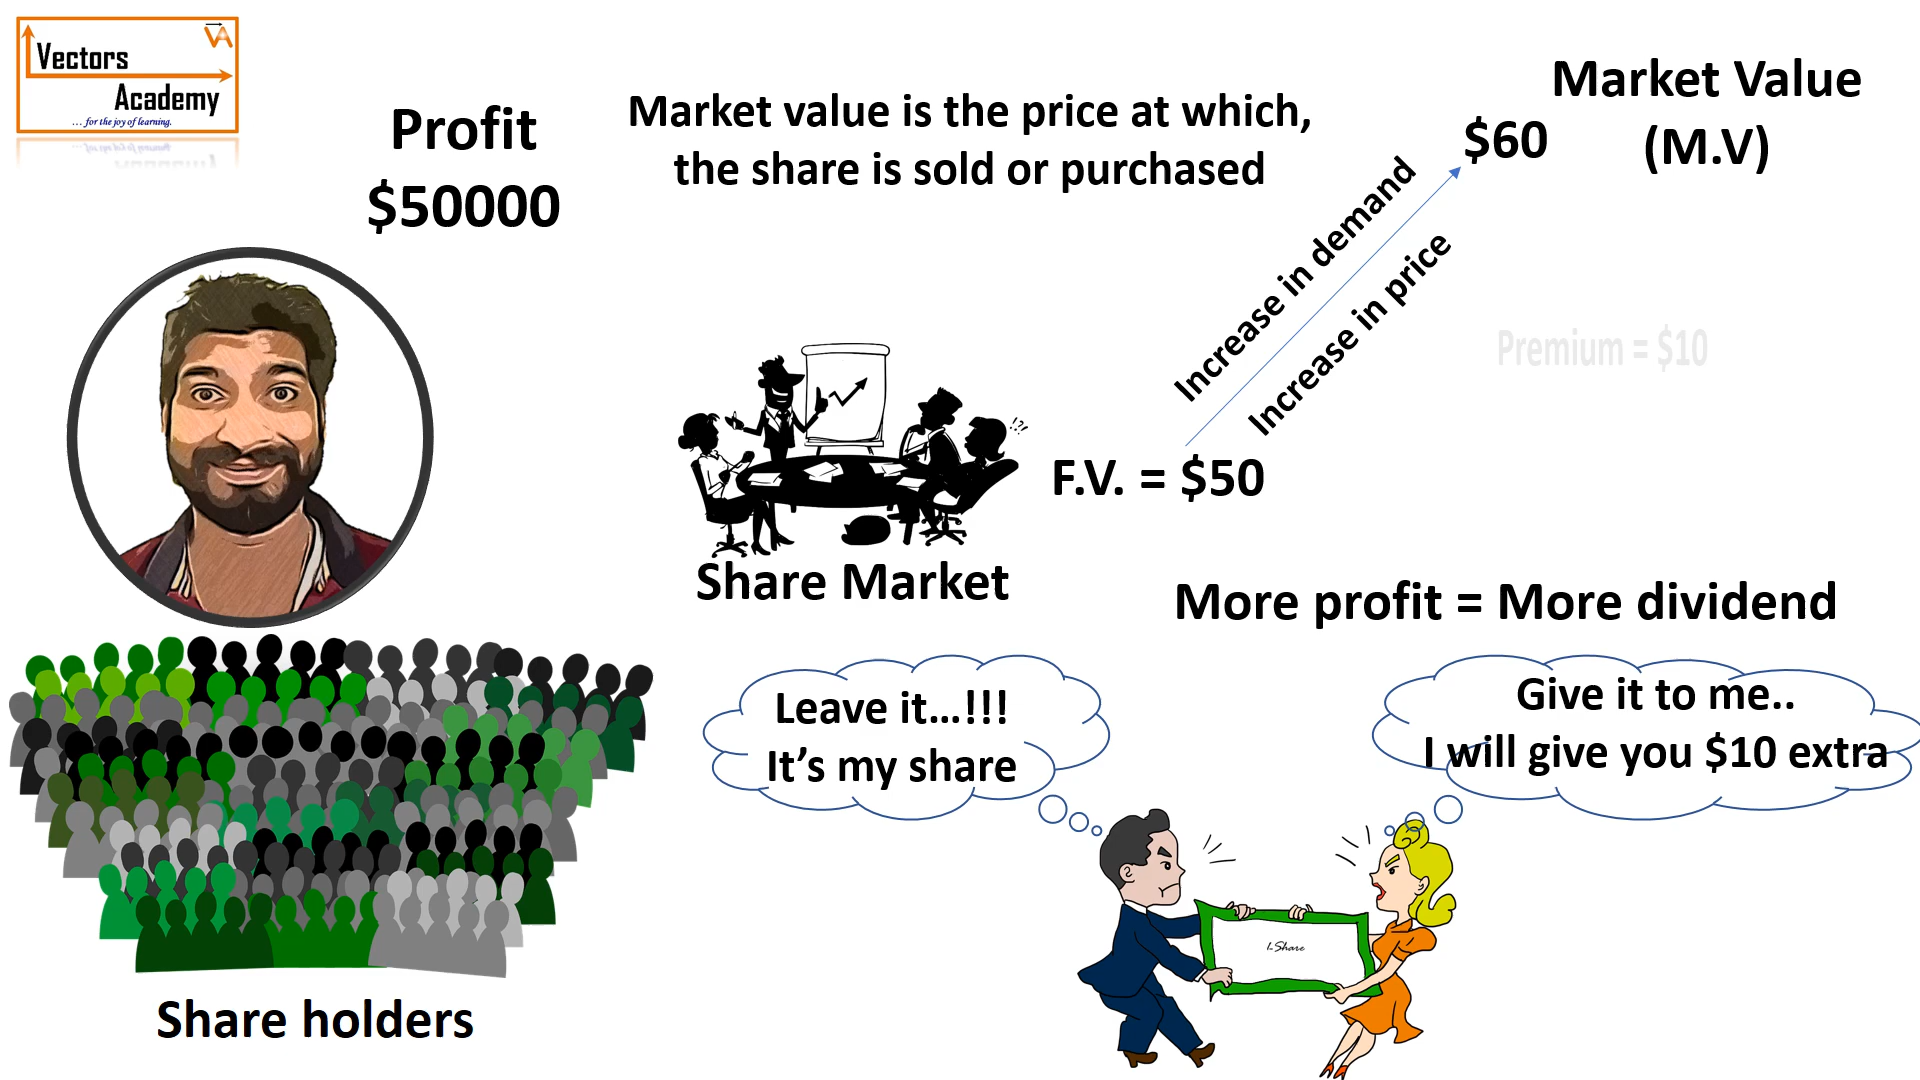 Vectors
Academy
... for the joy of learning.
Profit
$50000
Market value is the price at which,
the share is sold or purchased
Market Value
(M.V)
$60
Increase in demand
Increase in price
Premium = $10
F.V. = $50
Share Market
More profit = More dividend
Leave it...!!!
It's my share
Give it to me..
I will give you $10 extra
!?!
1-Share
Share holders